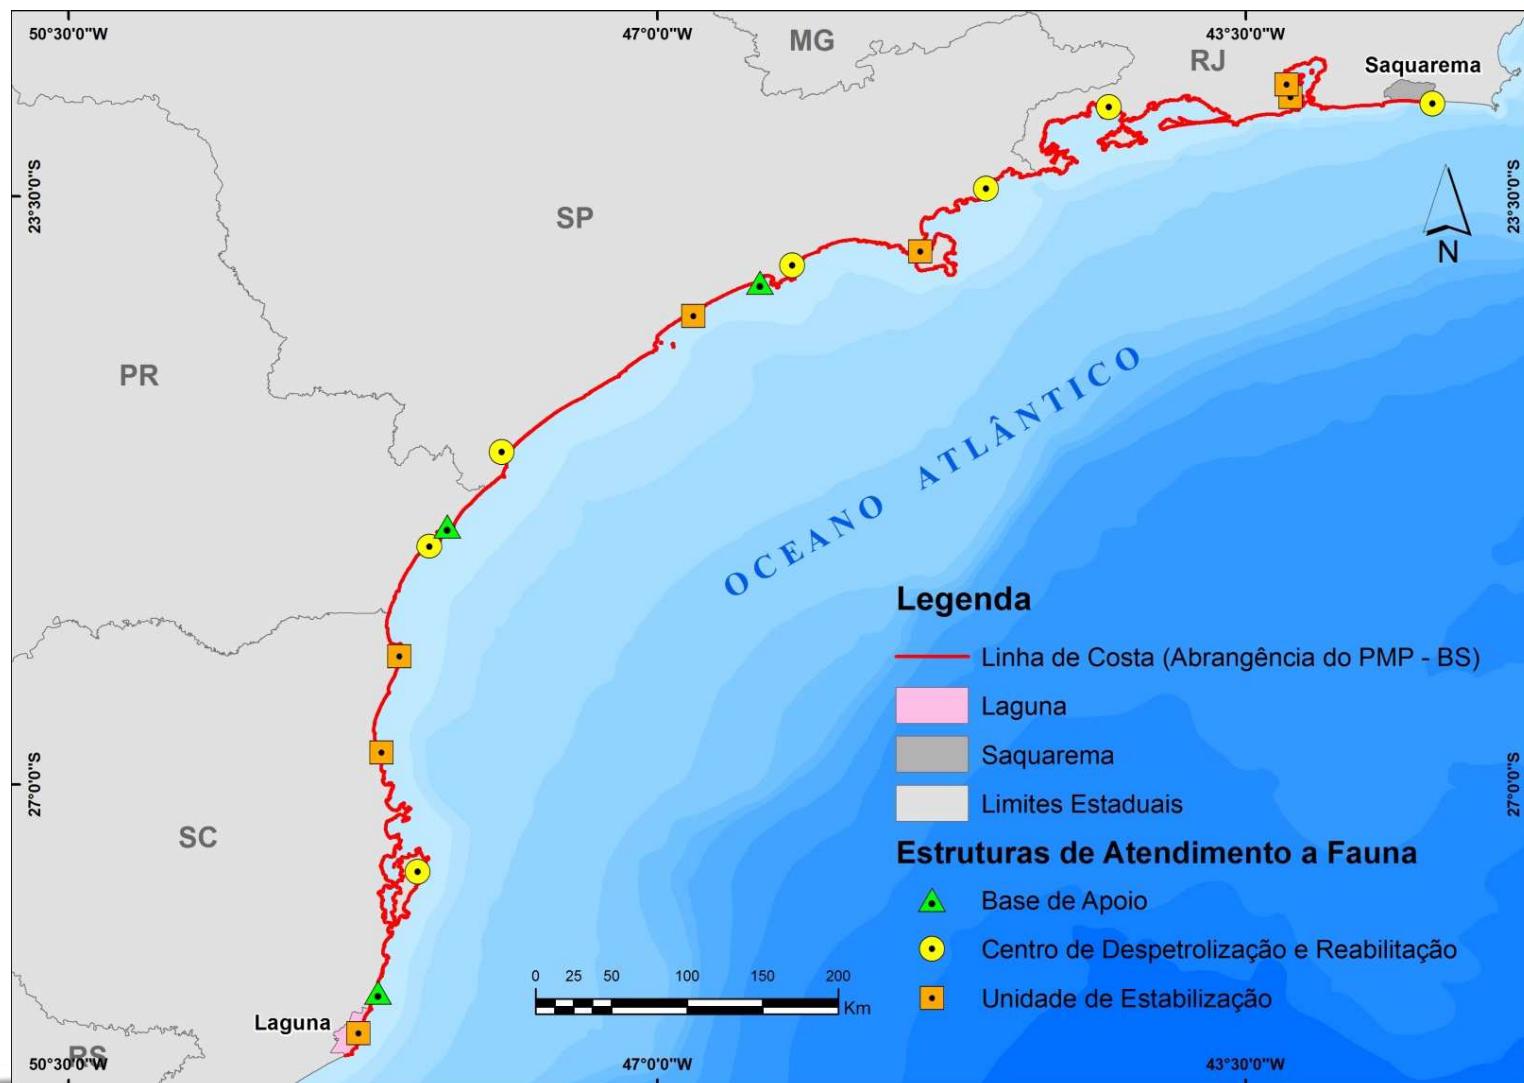 50°30'0"W
47°0'0"W
43°30'0"W
MG
RJ
Saquarema
23°30'0"S
23°30'0"S
SP
N
PR
OCEANO ATLÂNTICO
Legenda
Linha de Costa (Abrangência do PMP - BS)
Laguna
Saquarema
27°0'0"S
27°0'0"S
Limites Estaduais
SC
Estruturas de Atendimento a Fauna
Base de Apoio
Centro de Despetrolização e Reabilitação
0 25 50 100 150 200
Km
Unidade de Estabilização
Laguna
RS
50°30'0"W
47°0'0"W
43°30'0"W